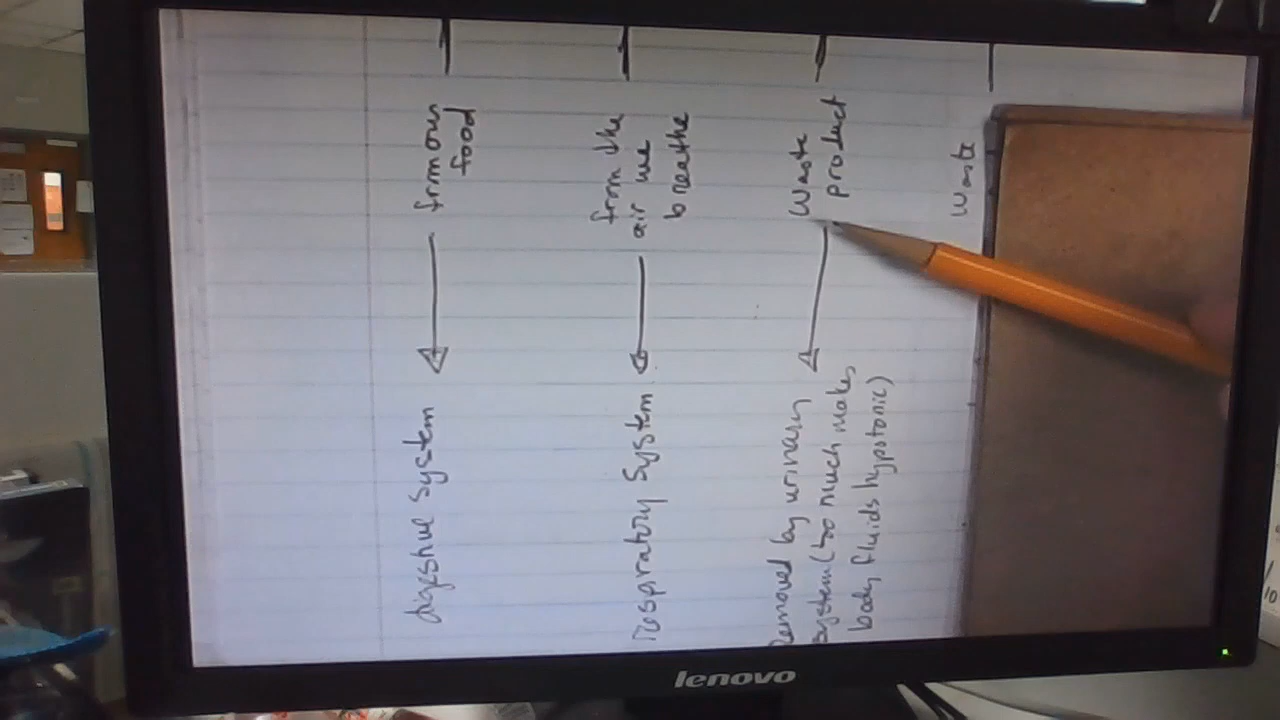 from our
food
digestive system
from the
air we
breathe
respiratory system
Waste
product
Removed by urinary
system (too much makes
body fluids hypotonic)
Waste
lenovo